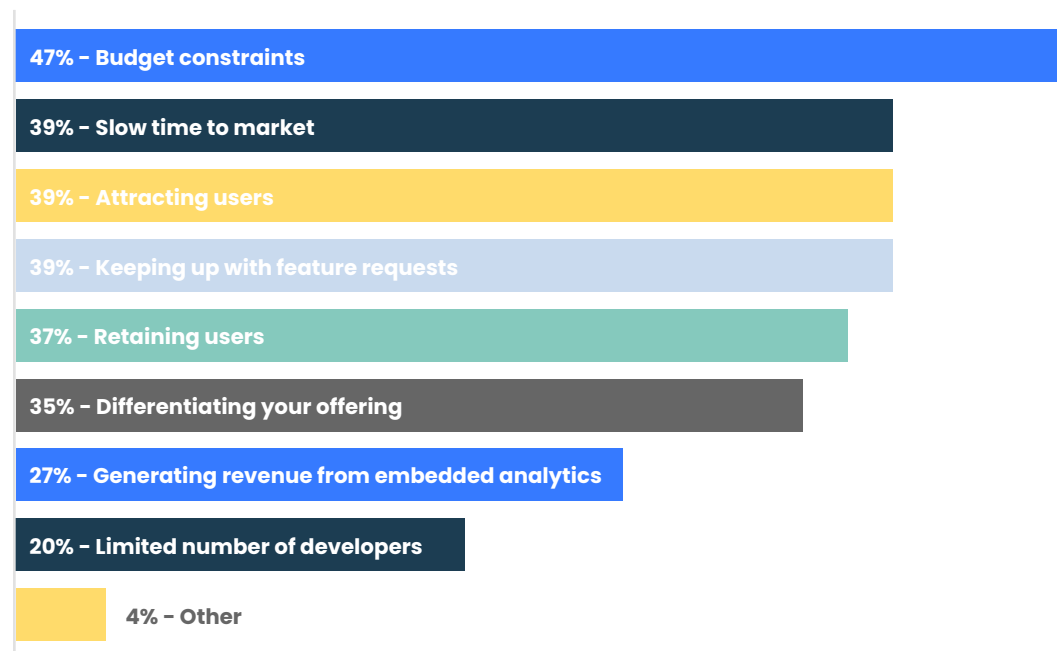 47% - Budget constraints
39% - Slow time to market
39% - Attracting users
39% - Keeping up with feature requests
37% - Retaining users
35% - Differentiating your offering
27% - Generating revenue from embedded analytics
20% - Limited number of developers
4% - Other